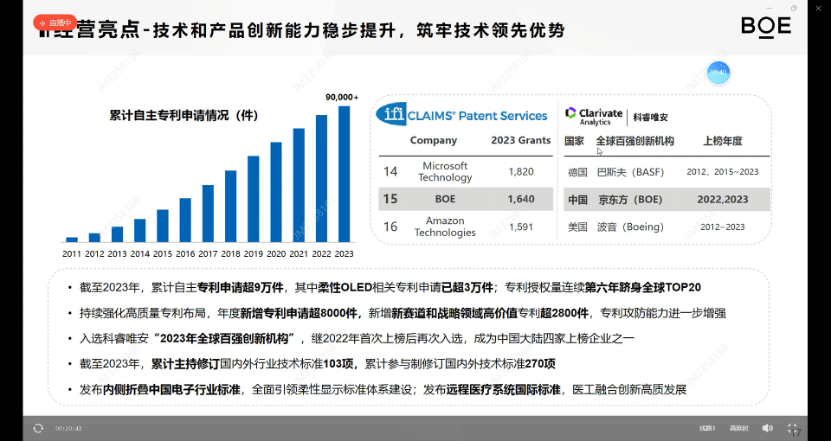 直播中
经营亮点-技术和产品创新能力稳步提升，筑牢技术领先优势
BOE
累计自主专利申请情况（件）
90,000+
2011 2012 2013 2014 2015 2016 2017 2018 2019 2020 2021 2022 2023
ifi CLAIMS® Patent Services
Company 2023 Grants
14 Microsoft Technology 1,820
15 BOE 1,640
16 Amazon Technologies 1,591
Clarivate Analytics 科睿唯安
国家 全球百强创新机构 上榜年度
德国 巴斯夫（BASF） 2012，2015~2023
中国 京东方（BOE） 2022,2023
美国 波音（Boeing） 2012~2023
• 截至2023年，累计自主专利申请超9万件，其中柔性OLED相关专利申请已超3万件；专利授权量连续第六年跻身全球TOP20
• 持续强化高质量专利布局，年度新增专利申请超8000件，新增新赛道和战略领域高价值专利超2800件，专利攻防能力进一步增强
• 入选科睿唯安“2023年全球百强创新机构”，继2022年首次上榜后再次入选，成为中国大陆四家上榜企业之一
• 截至2023年，累计主持修订国内外行业技术标准103项，累计参与制修订国内外技术标准270项
• 发布内侧折叠中国电子行业标准，全面引领柔性显示标准体系建设；发布远程医疗系统国际标准，医工融合创新高质量发展
线路1